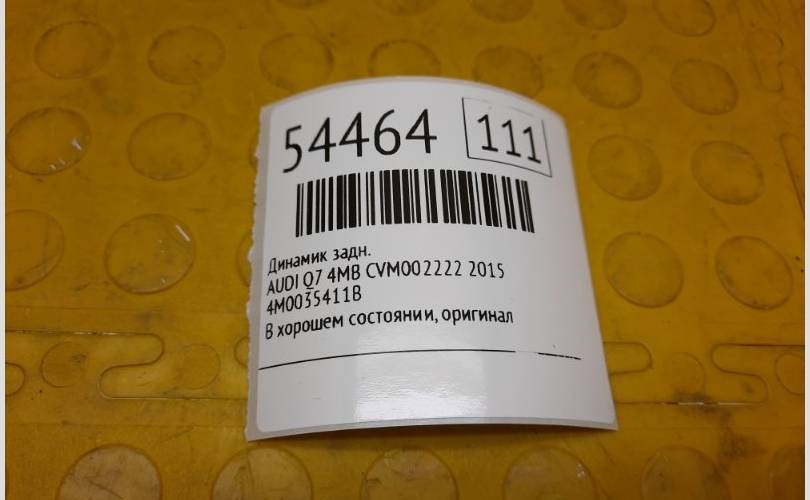 54464 111
Динамик задн.
AUDI Q7 4MB CVM002222 2015
4M0035411B
В хорошем состоянии, оригинал